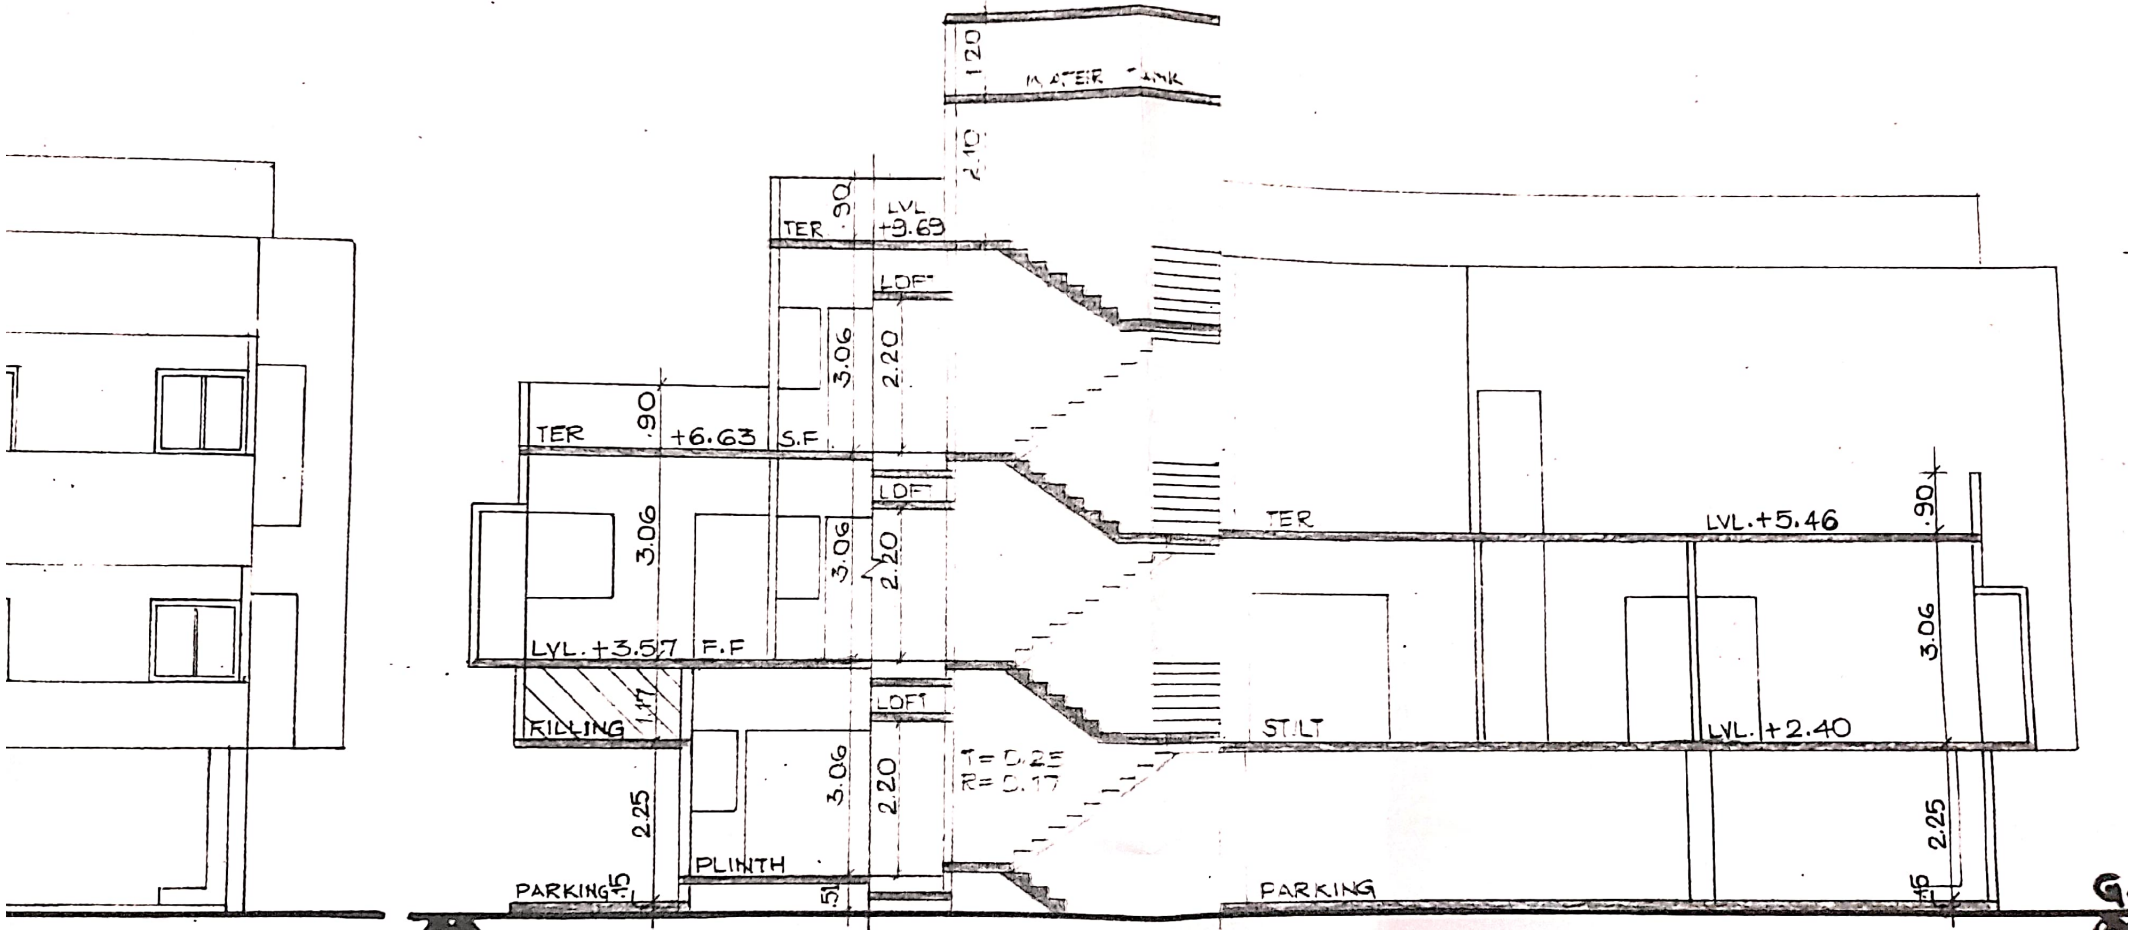 1.20
WATER TANK
2.10
.90
LVL
+9.69
TER
LOFT
3.06
2.20
.90
TER +6.63 S.F
LOFT
3.06
3.06
2.20
TER LVL.+5.46
.90
3.06
LVL.+3.57 F.F
1.17
FILLING
LOFT
STILT LVL.+2.40
T= 0.25
R= 0.17
3.06
2.20
2.25
2.25
PLINTH
PARKING .15
.51
PARKING
.15
G.